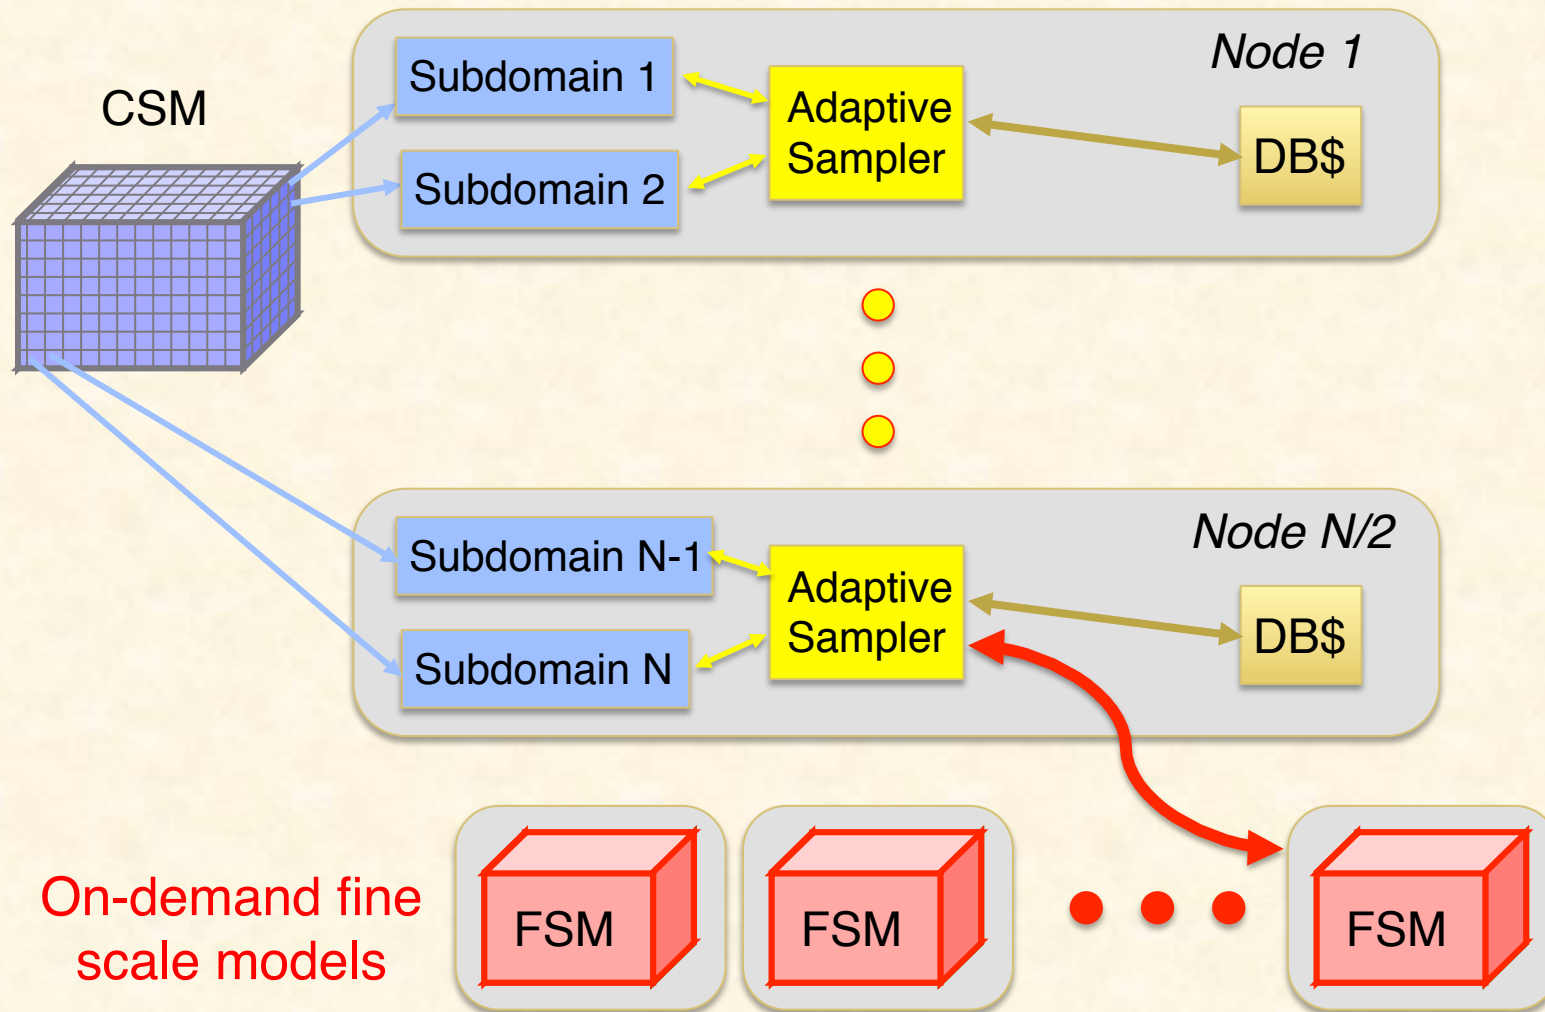 Node 1
Subdomain 1
CSM
Adaptive
Sampler
DB$
Subdomain 2
Node N/2
Subdomain N-1
Adaptive
Sampler
DB$
Subdomain N
On-demand fine
scale models
FSM
FSM
FSM